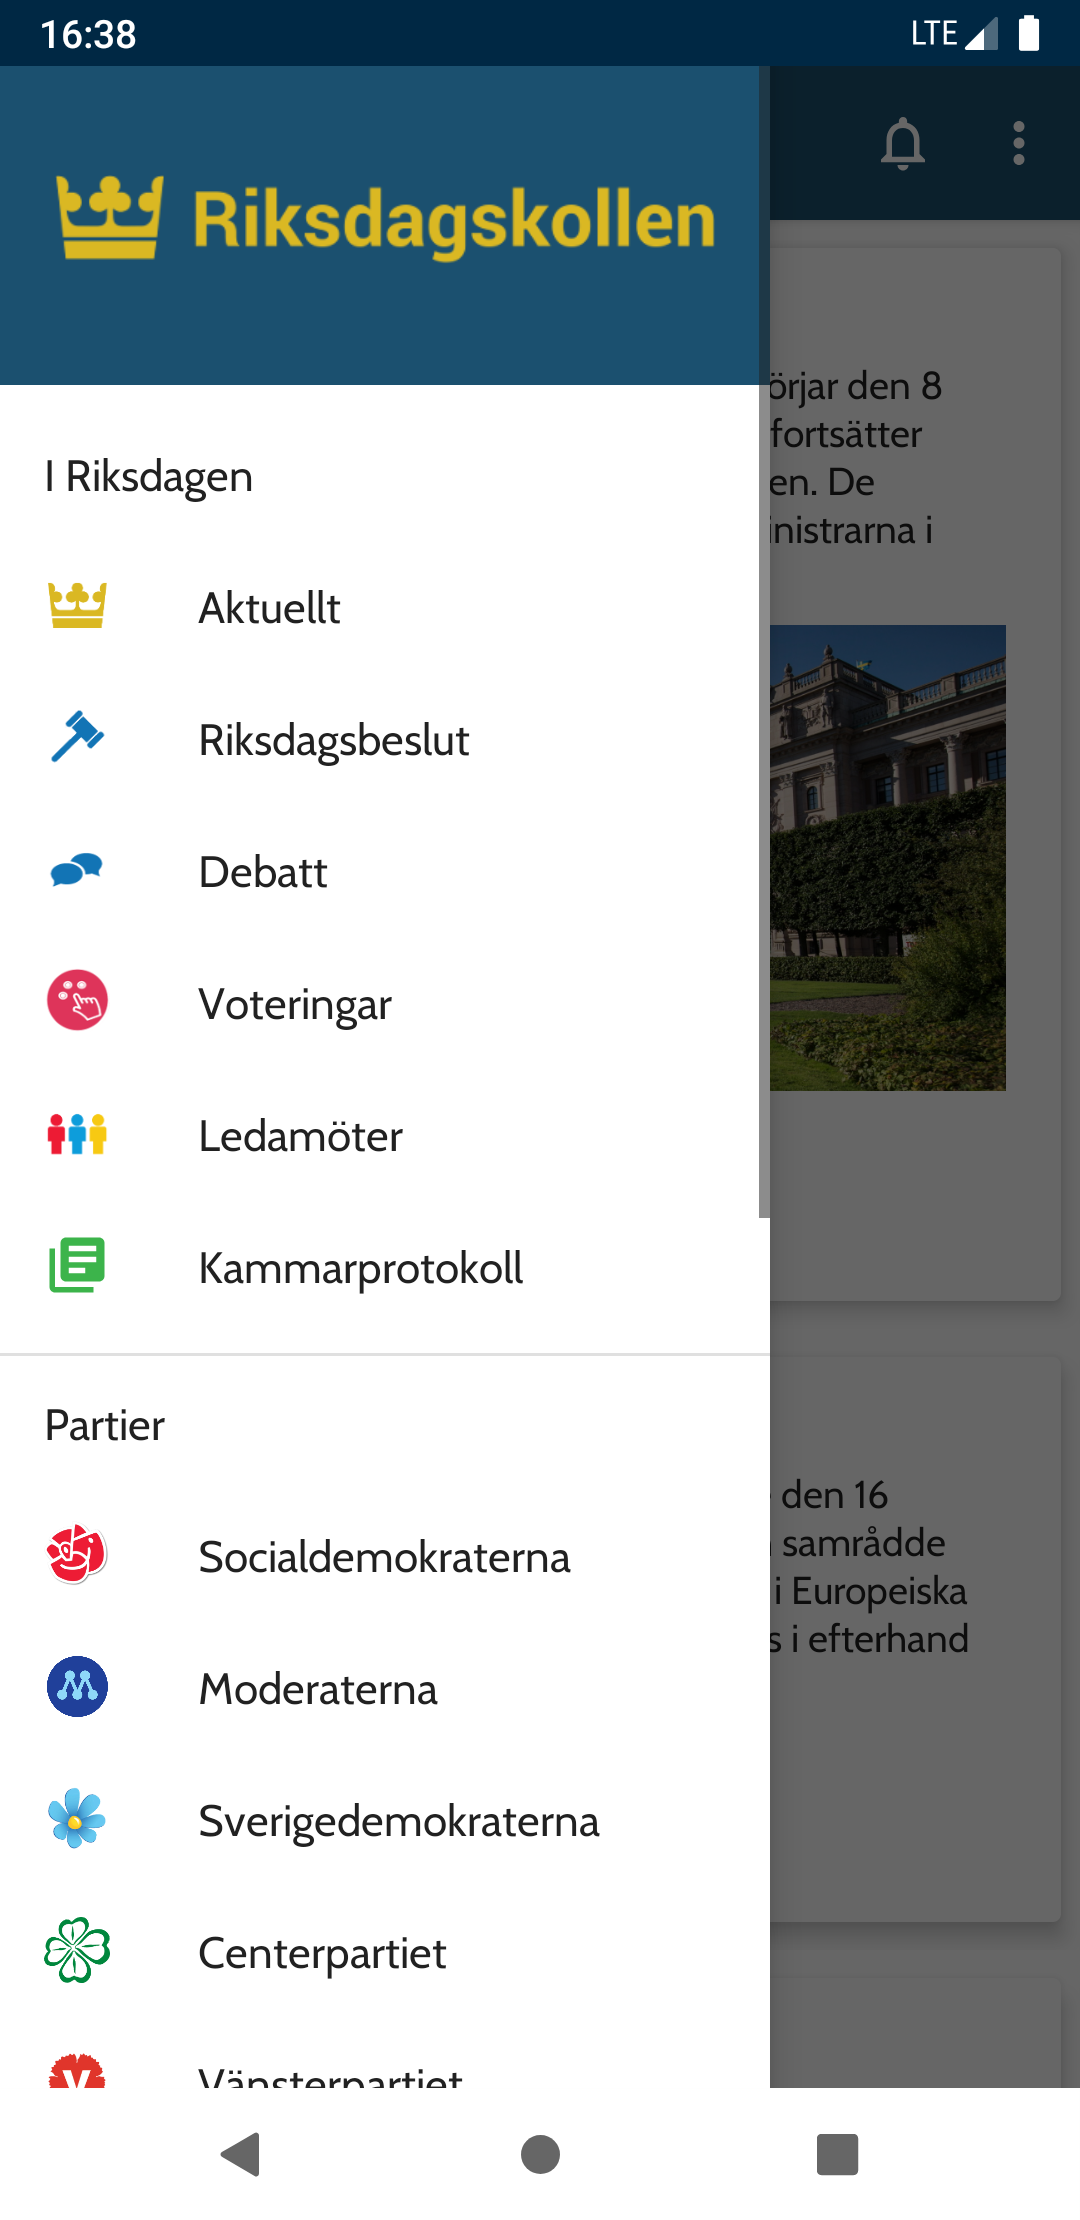 16:38
LTE
Riksdagskollen
örjar den 8
fortsätter
en. De
inistrarna i
I Riksdagen
Aktuellt
Riksdagsbeslut
Debatt
Voteringar
Ledamöter
Kammarprotokoll
Partier
den 16
samrådde
i Europeiska
s i efterhand
Socialdemokraterna
Moderaterna
Sverigedemokraterna
Centerpartiet
Vänsterpartiet